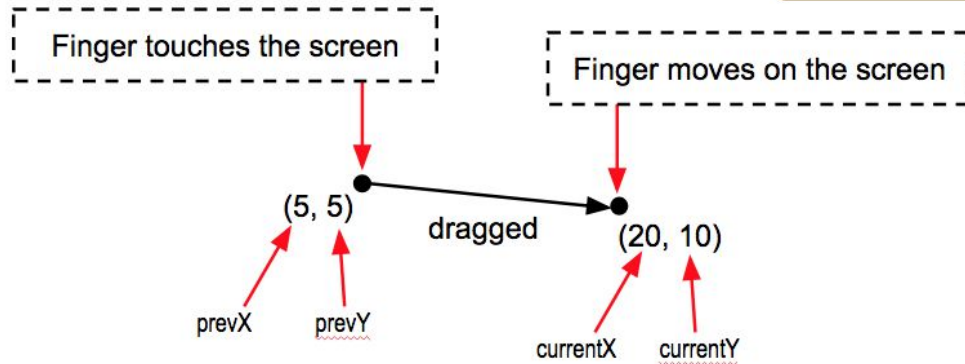 Finger touches the screen
Finger moves on the screen
(5, 5)
dragged
(20, 10)
prevX
prevY
currentX
currentY